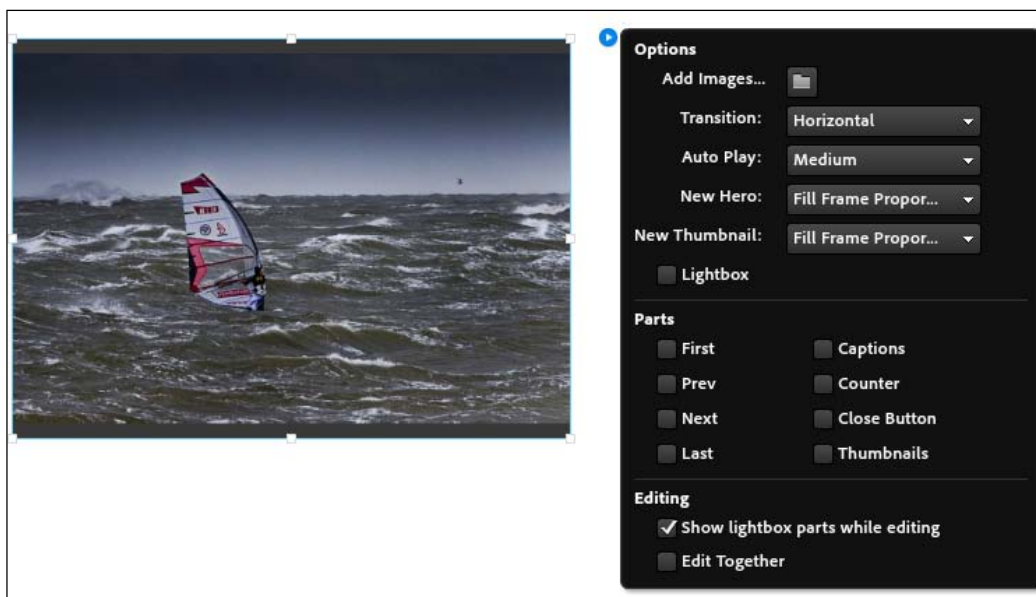 Options
Add Images...
Transition: Horizontal
Auto Play: Medium
New Hero: Fill Frame Propor...
New Thumbnail: Fill Frame Propor...
Lightbox
Parts
First Captions
Prev Counter
Next Close Button
Last Thumbnails
Editing
Show lightbox parts while editing
Edit Together